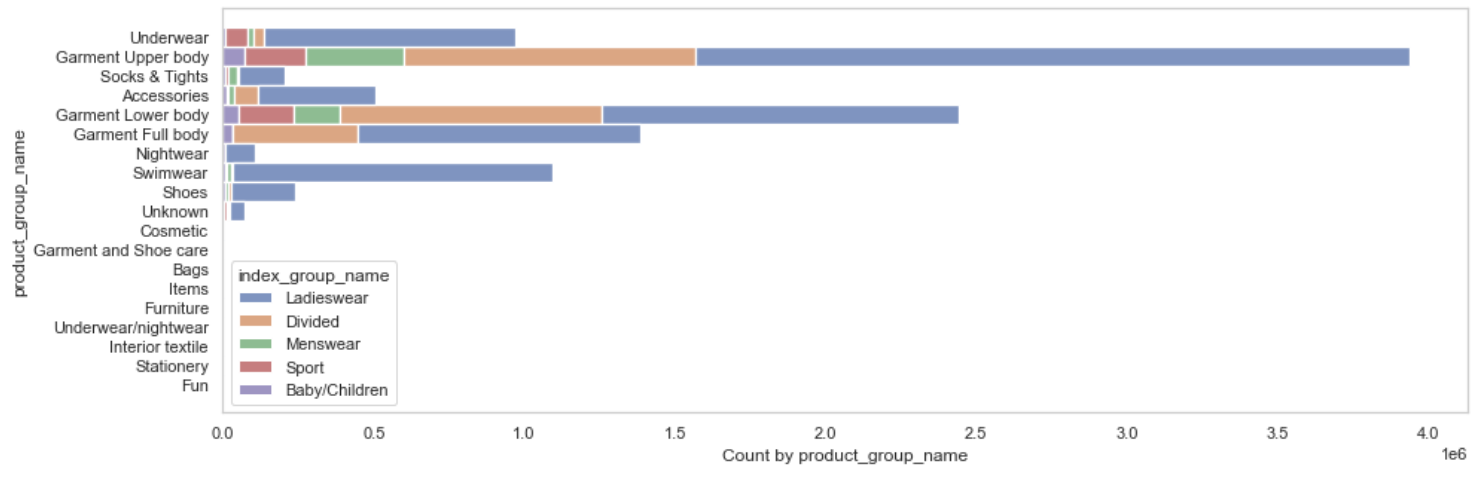 Underwear
Garment Upper body
Socks & Tights
Accessories
Garment Lower body
Garment Full body
Nightwear
Swimwear
Shoes
Unknown
Cosmetic
Garment and Shoe care
Bags
Items
Furniture
Underwear/nightwear
Interior textile
Stationery
Fun
product_group_name
index_group_name
Ladieswear
Divided
Menswear
Sport
Baby/Children
0.0 0.5 1.0 1.5 2.0 2.5 3.0 3.5 4.0
1e6
Count by product_group_name